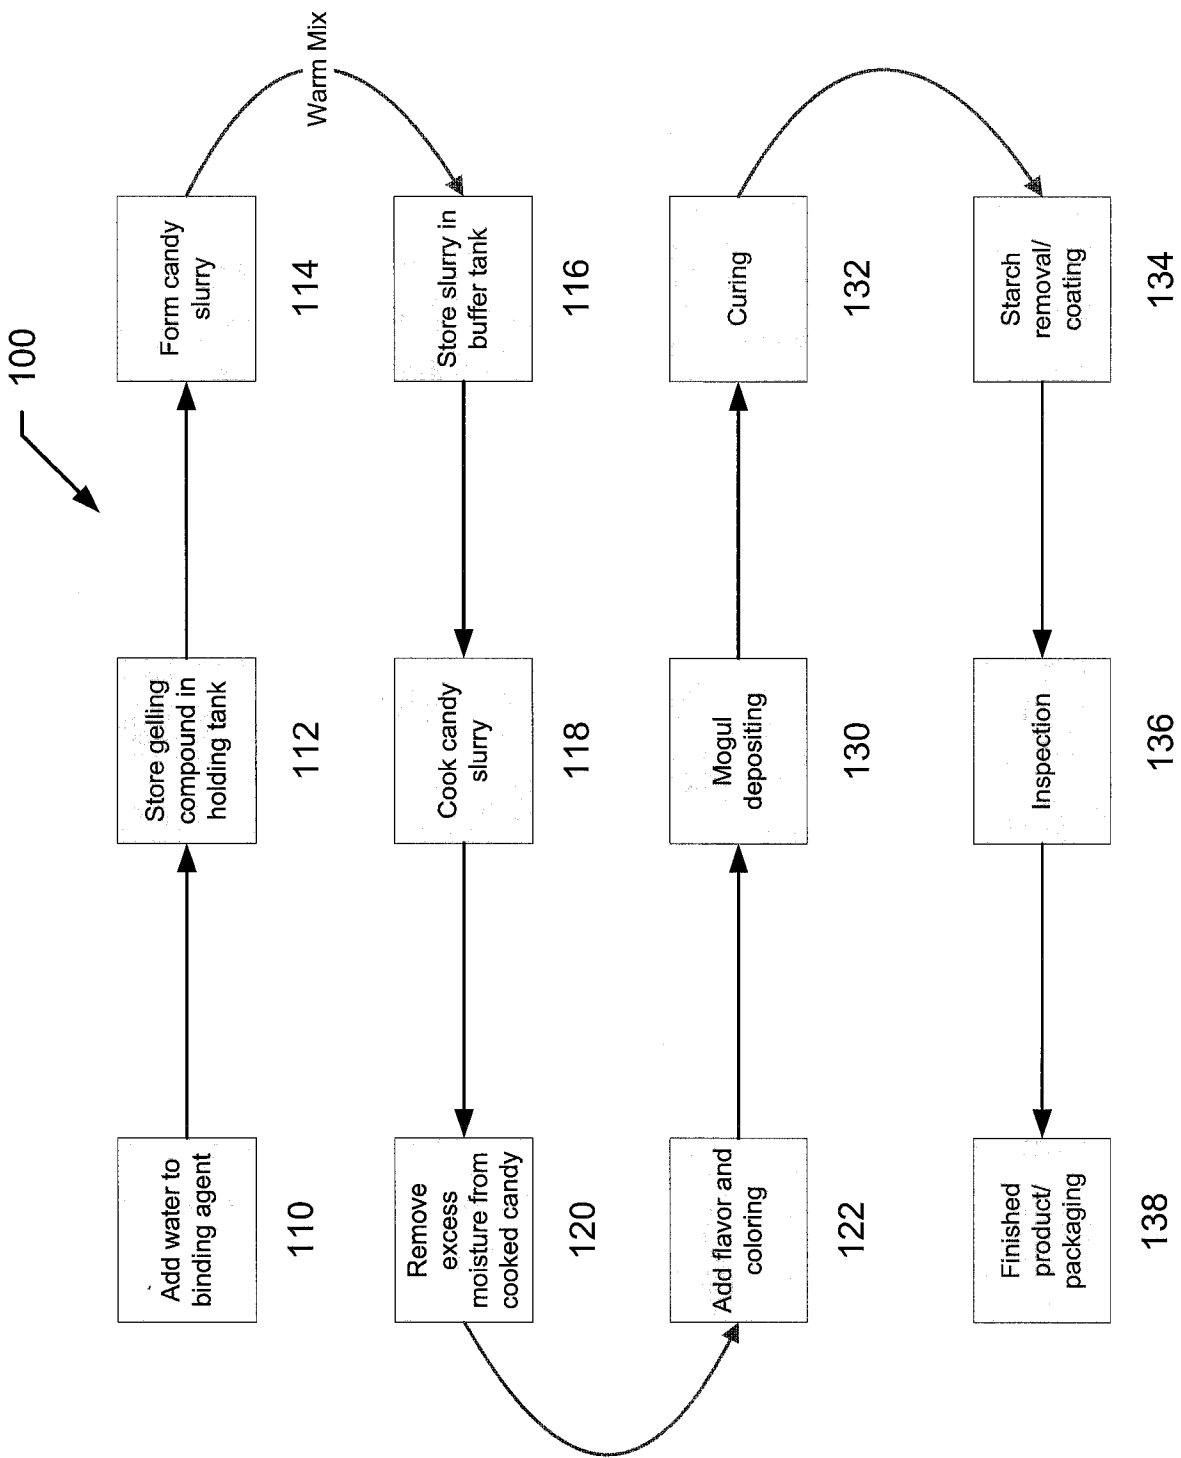 100
Add water to
binding agent
110
Store gelling
compound in
holding tank
112
Form candy
slurry
114
Warm Mix
Store slurry in
buffer tank
116
Cook candy
slurry
118
Remove
excess
moisture from
cooked candy
120
Add flavor and
coloring
122
Mogul
depositing
130
Curing
132
Starch
removal/
coating
134
Inspection
136
Finished
product/
packaging
138